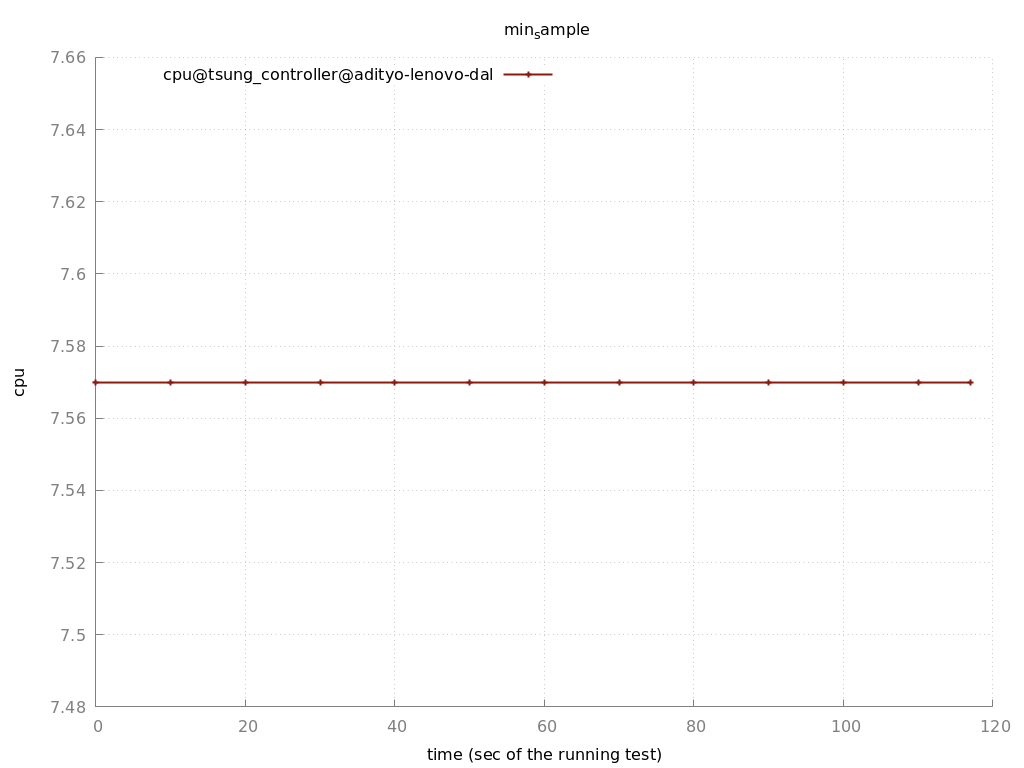 min_sample
7.66
cpu@tsung_controller@adityo-lenovo-dal
7.64
7.62
7.6
7.58
cpu
7.56
7.54
7.52
7.5
7.48
0 20 40 60 80 100 120
time (sec of the running test)